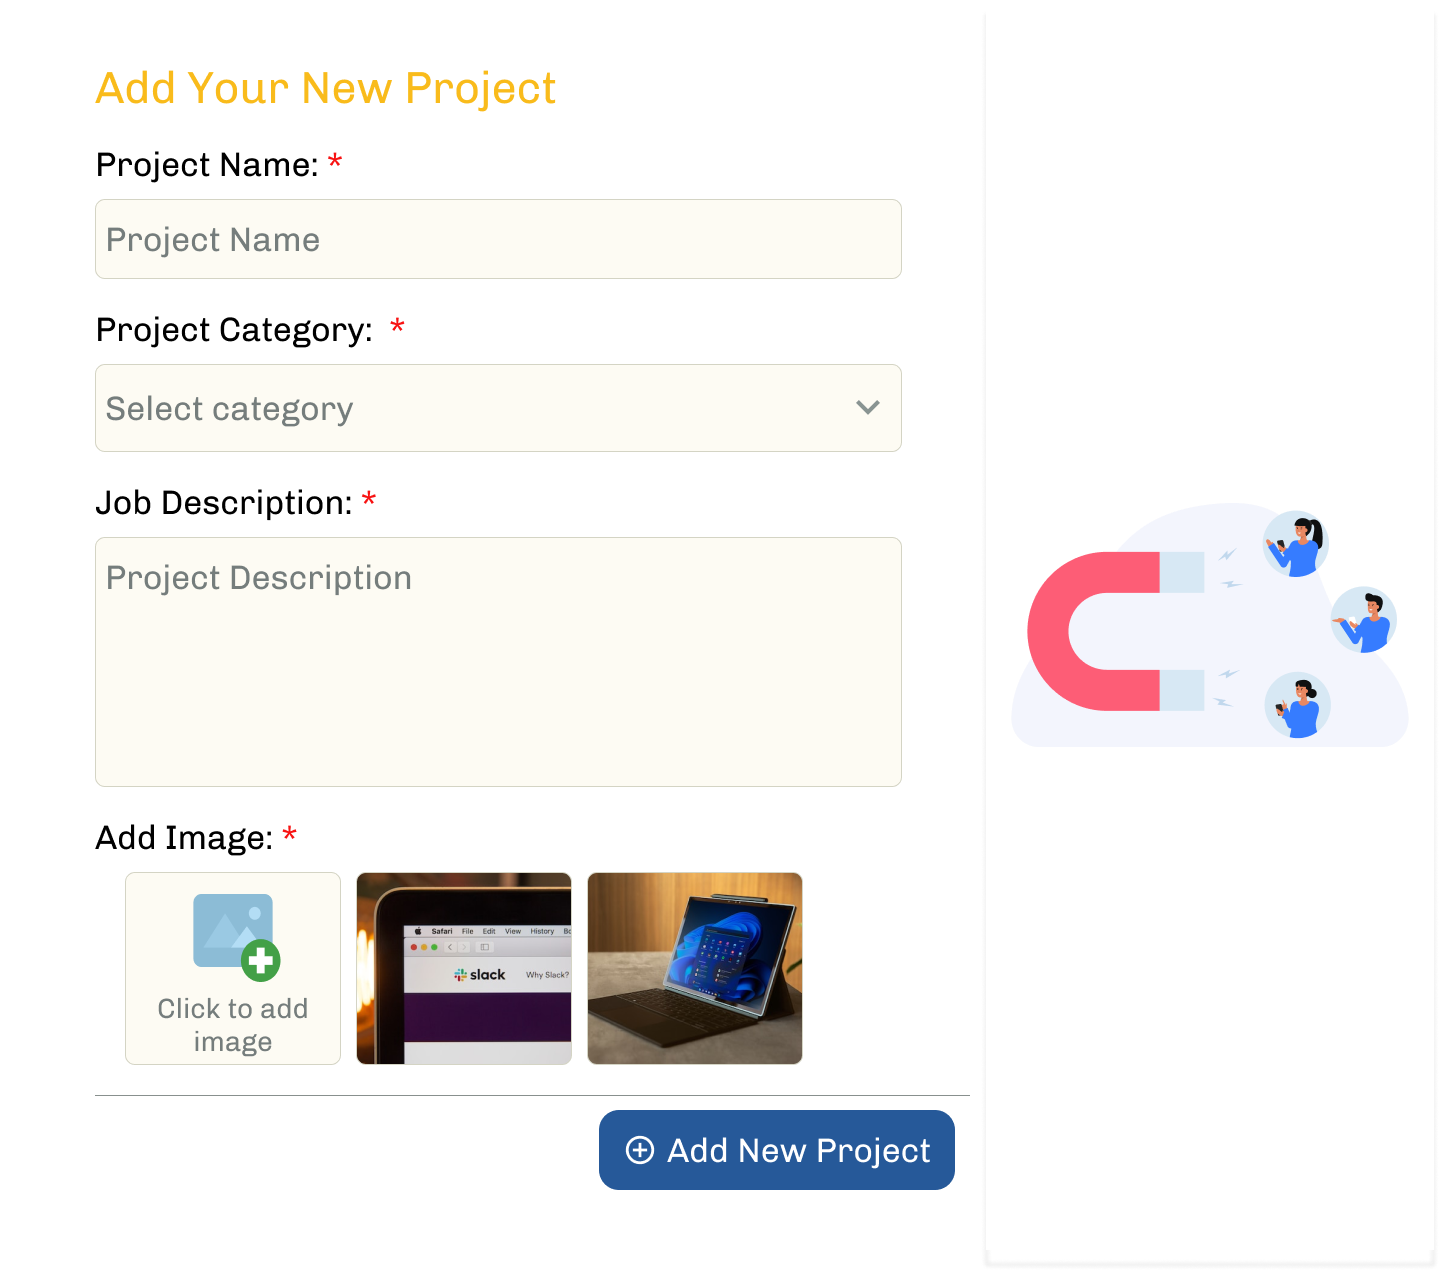 Add Your New Project
Project Name: *
Project Name
Project Category: *
Select category
Job Description: *
Project Description
Add Image: *
Click to add
image
Safari File Edit View History
slack Why Slack?
Add New Project